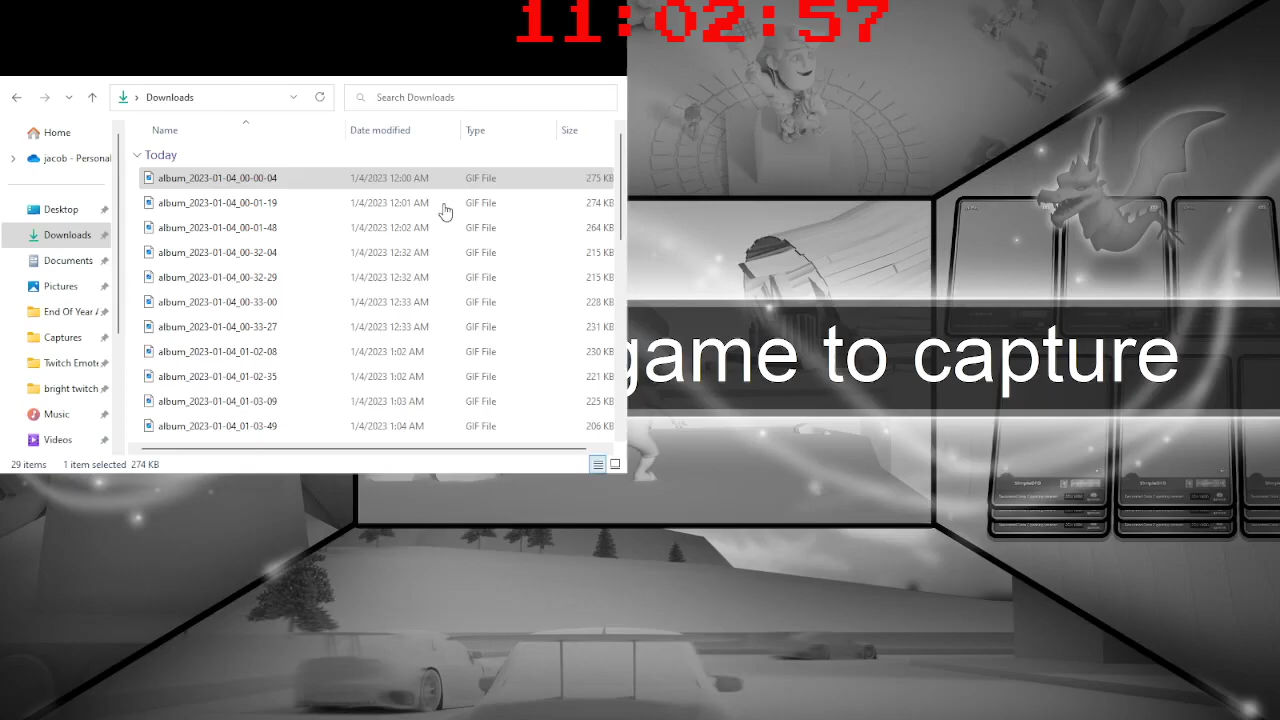 11:02:57
Downloads
Search Downloads
Name Date modified Type Size
Home
jacob - Personal
Today
album_2023-01-04_00-00-04 1/4/2023 12:00 AM GIF File 275 KB
album_2023-01-04_00-01-19 1/4/2023 12:01 AM GIF File 274 KB
album_2023-01-04_00-01-48 1/4/2023 12:02 AM GIF File 264 KB
album_2023-01-04_00-32-04 1/4/2023 12:32 AM GIF File 215 KB
album_2023-01-04_00-32-29 1/4/2023 12:32 AM GIF File 215 KB
album_2023-01-04_00-33-00 1/4/2023 12:33 AM GIF File 228 KB
album_2023-01-04_00-33-27 1/4/2023 12:33 AM GIF File 231 KB
album_2023-01-04_01-02-08 1/4/2023 1:02 AM GIF File 230 KB
album_2023-01-04_01-02-35 1/4/2023 1:02 AM GIF File 221 KB
album_2023-01-04_01-03-09 1/4/2023 1:03 AM GIF File 225 KB
album_2023-01-04_01-03-49 1/4/2023 1:04 AM GIF File 206 KB
Desktop
Downloads
Documents
Pictures
End Of Year
Captures
Twitch Emote
bright twitch
Music
Videos
29 items 1 item selected 274 KB
game to capture